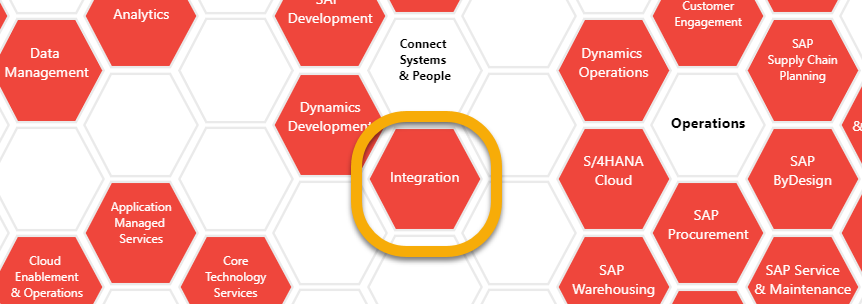 Analytics
SAP
Development
Customer
Engagement
Data
Management
Connect
Systems
& People
Dynamics
Operations
SAP
Supply Chain
Planning
Dynamics
Development
Operations
&
Integration
S/4HANA
Cloud
SAP
ByDesign
Application
Managed
Services
SAP
Procurement
Cloud
Enablement
& Operations
Core
Technology
Services
SAP
Warehousing
SAP Service
& Maintenance